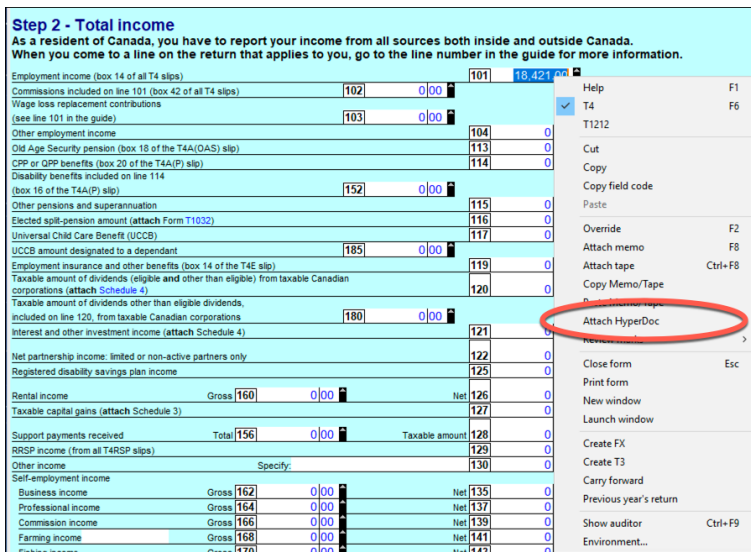 Step 2 - Total income
As a resident of Canada, you have to report your income from all sources both inside and outside Canada.
When you come to a line on the return that applies to you, go to the line number in the guide for more information.
Employment income (box 14 of all T4 slips) 101 18,421.00
Commissions included on line 101 (box 42 of all T4 slips) 102 0 00
Wage loss replacement contributions
(see line 101 in the guide) 103 0 00
Other employment income 104 0
Old Age Security pension (box 18 of the T4A(OAS) slip) 113 0
CPP or QPP benefits (box 20 of the T4A(P) slip) 114 0
Disability benefits included on line 114
(box 16 of the T4A(P) slip) 152 0 00
Other pensions and superannuation 115 0
Elected split-pension amount (attach Form T1032) 116 0
Universal Child Care Benefit (UCCB) 117 0
UCCB amount designated to a dependant 185 0 00
Employment insurance and other benefits (box 14 of the T4E slip) 119 0
Taxable amount of dividends (eligible and other than eligible) from taxable Canadian
corporations (attach Schedule 4) 120 0
Taxable amount of dividends other than eligible dividends,
included on line 120, from taxable Canadian corporations 180 0 00
Interest and other investment income (attach Schedule 4) 121 0
Net partnership income: limited or non-active partners only 122 0
Registered disability savings plan income 125 0
Rental income Gross 160 0 00 Net 126 0
Taxable capital gains (attach Schedule 3) 127 0
Support payments received Total 156 0 00 Taxable amount 128 0
RRSP income (from all T4RSP slips) 129 0
Other income Specify: 130 0
Self-employment income
Business income Gross 162 0 00 Net 135 0
Professional income Gross 164 0 00 Net 137 0
Commission income Gross 166 0 00 Net 139 0
Farming income Gross 168 0 00 Net 141 0
Fishing income Gross 170 0 00 Net 143 0
Help F1
T4 F6
T1212
Cut
Copy
Copy field code
Paste
Override F2
Attach memo F8
Attach tape Ctrl+F8
Copy Memo/Tape
Paste Memo/Tape
Attach HyperDoc
Review marks
Close form Esc
Print form
New window
Launch window
Create FX
Create T3
Carry forward
Previous year's return
Show auditor Ctrl+F9
Environment...